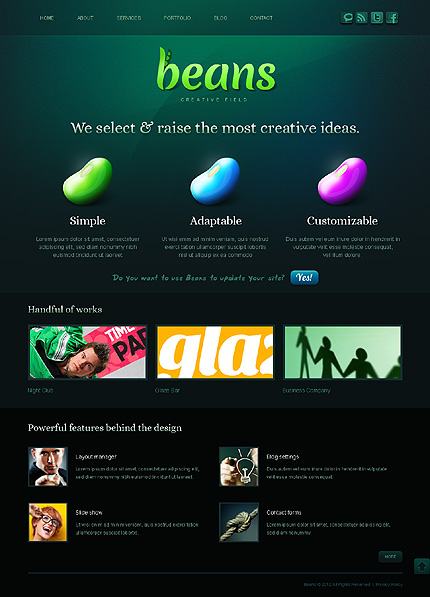 HOME ABOUT SERVICES PORTFOLIO BLOG CONTACT
beans
CREATIVE FIELD
We select & raise the most creative ideas.
Simple Adaptable Customizable
Lorem ipsum dolor sit amet, consectetuer
adipiscing elit, sed diam nonummy nibh
euismod tincidunt ut laoreet
Ut wisi enim ad minim veniam, quis nostrud
exerci tation ullamcorper suscipit lobortis
nisl ut aliquip ex ea commodo
Duis autem vel eum iriure dolor in hendrerit in
vulputate velit esse molestie consequat,
vel illum dolore
Do you want to use Beans to update your site? Yes!
Handful of works
TIME
PAR
glaz
Night Club Glaze Bar Business Company
Powerful features behind the design
Layout manager
Lorem ipsum dolor sit amet, consectetuer adipiscing elit,
sed diam nonummy nibh euismod tincidunt ut laoreet
Blog settings
Duis autem vel eum iriure dolor in hendrerit in vulputate
velit esse molestie consequat.
Slide show
Ut wisi enim ad minim veniam, quis nostrud exerci tation
ullamcorper suscipit lobortis.
Contact forms
Lorem ipsum dolor sit amet, consectetuer adipiscing elit,
sed diam nonummy nibh euismod tincidunt.
MORE
Beans © 2012 All Rights Reserved | Privacy Policy